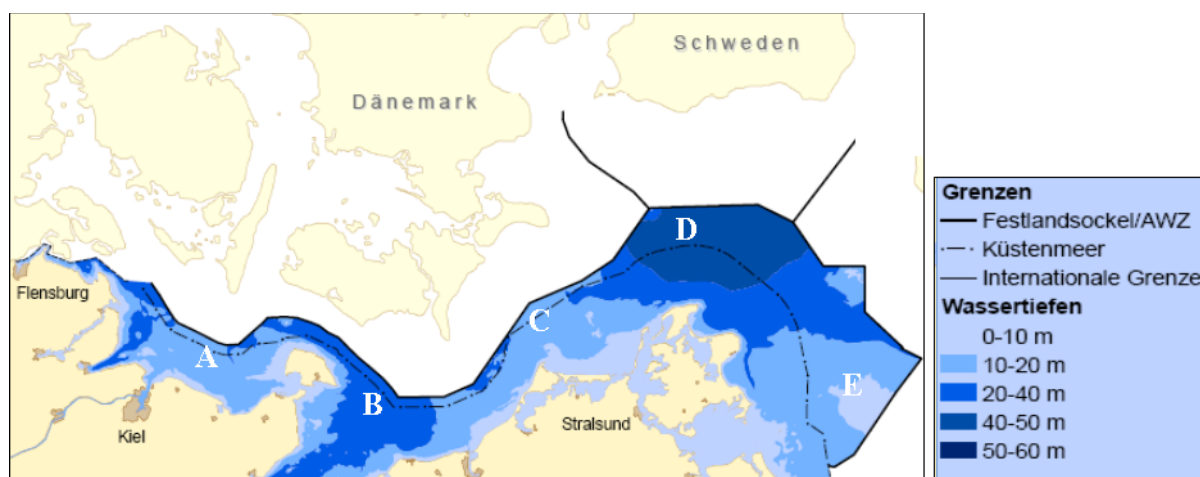 Schweden
Dänemark
Flensburg
Kiel
Stralsund
A
B
C
D
E
Grenzen
Festlandsockel/AWZ
Küstenmeer
Internationale Grenze
Wassertiefen
0-10 m
10-20 m
20-40 m
40-50 m
50-60 m